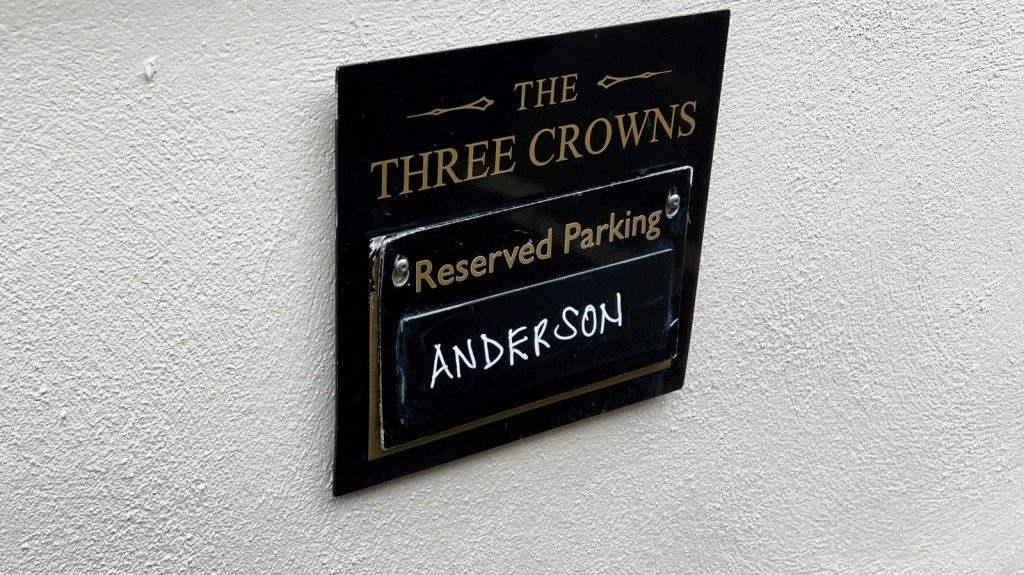 THE
THREE CROWNS
Reserved Parking
ANDERSON